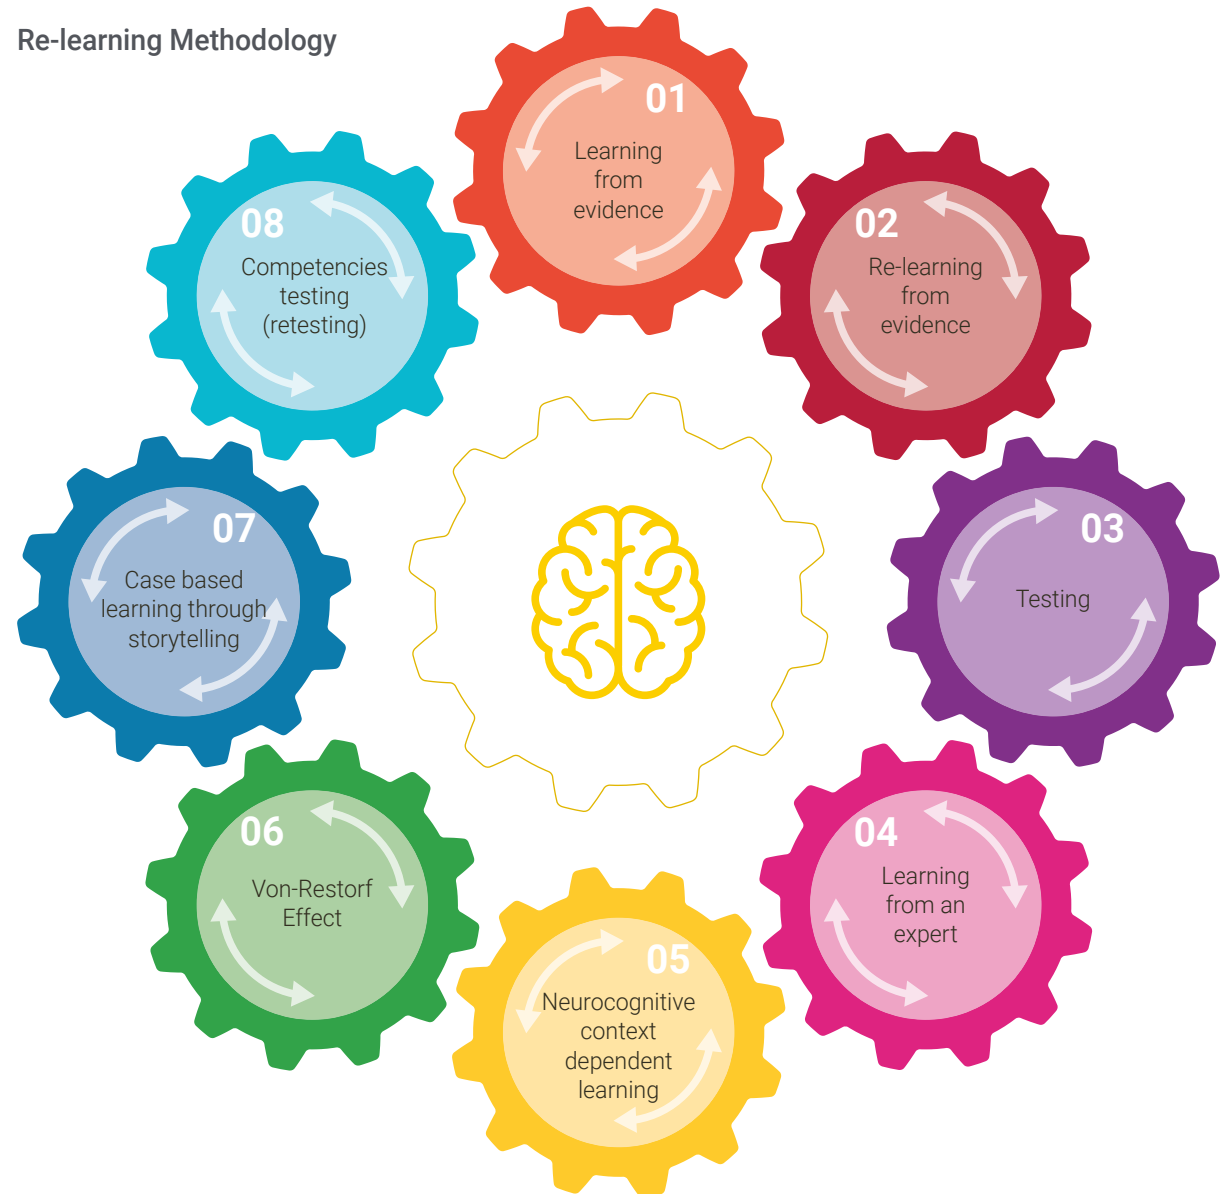 Re-learning Methodology
01
Learning
from
evidence
02
Re-learning
from
evidence
03
Testing
04
Learning
from an
expert
05
Neurocognitive
context
dependent
learning
06
Von-Restorf
Effect
07
Case based
learning through
storytelling
08
Competencies
testing
(retesting)